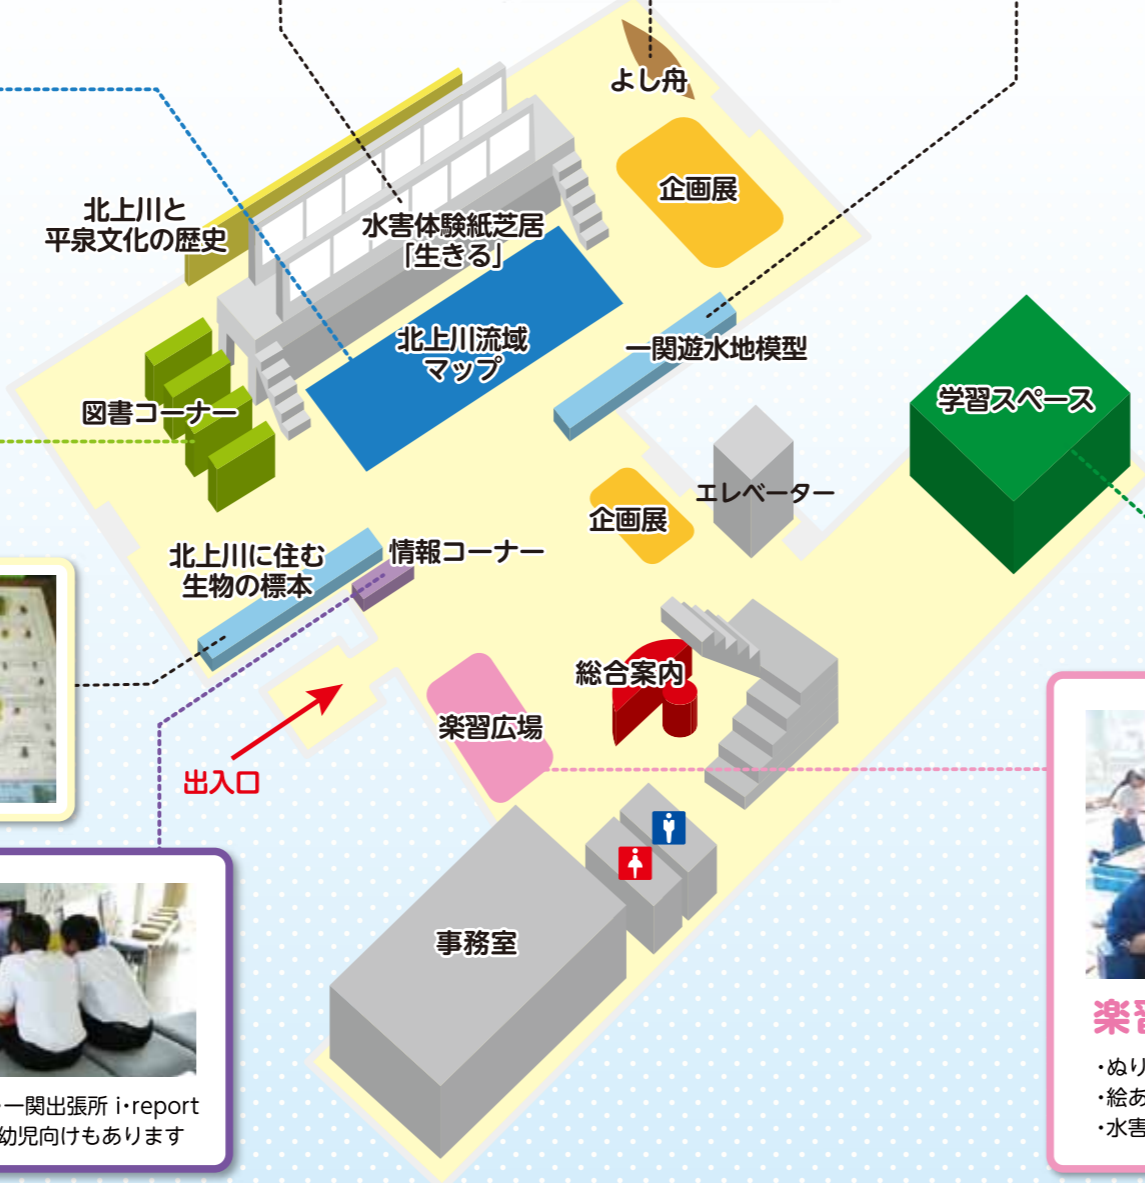 よし舟
企画展
北上川と
平泉文化の歴史
水害体験紙芝居
「生きる」
北上川流域
マップ
一関遊水地模型
図書コーナー
学習スペース
エレベーター
企画展
北上川に住む
生物の標本
情報コーナー
総合案内
楽習広場
出入口
事務室
一関出張所 i・report
幼児向けもあります
楽習
・ぬり
・絵あ
・水害